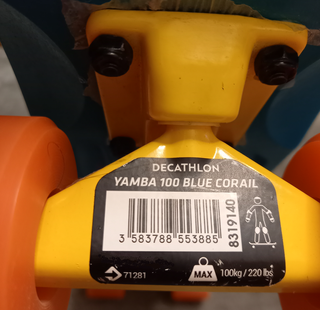 DECATHLON
YAMBA 100 BLUE CORAIL
8319140
3 583788 553885
71281
MAX 100kg / 220 lbs